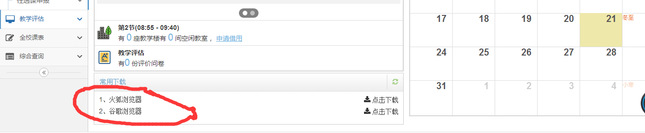 教学评估
全校课表
综合查询
第2节(08:55 - 09:40)
有 0 座教学楼有 0 间空闲教室，申请借用
教学评估
有 0 份评价问卷
常用下载
1、火狐浏览器 点击下载
2、谷歌浏览器 点击下载
17 18 19 20 21 冬至
24 25 26 27 28
31 1 2 3 4